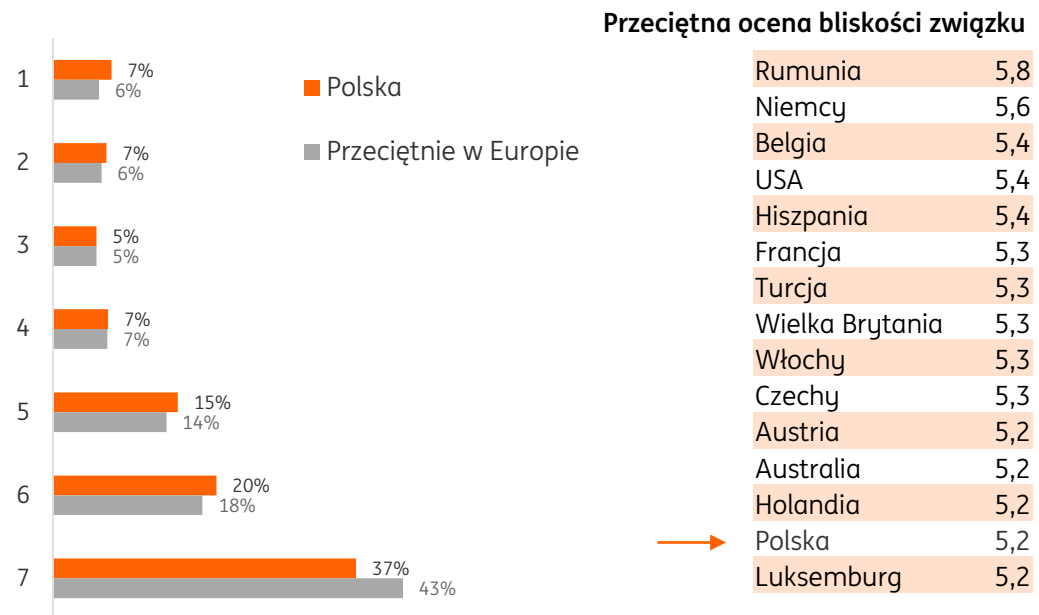 Przeciętna ocena bliskości związku
1 7%
6%
2 7%
6%
3 5%
5%
4 7%
7%
5 15%
14%
6 20%
18%
7 37%
43%
Polska
Przeciętnie w Europie
Rumunia 5,8
Niemcy 5,6
Belgia 5,4
USA 5,4
Hiszpania 5,4
Francja 5,3
Turcja 5,3
Wielka Brytania 5,3
Włochy 5,3
Czechy 5,3
Austria 5,2
Australia 5,2
Holandia 5,2
Polska 5,2
Luksemburg 5,2